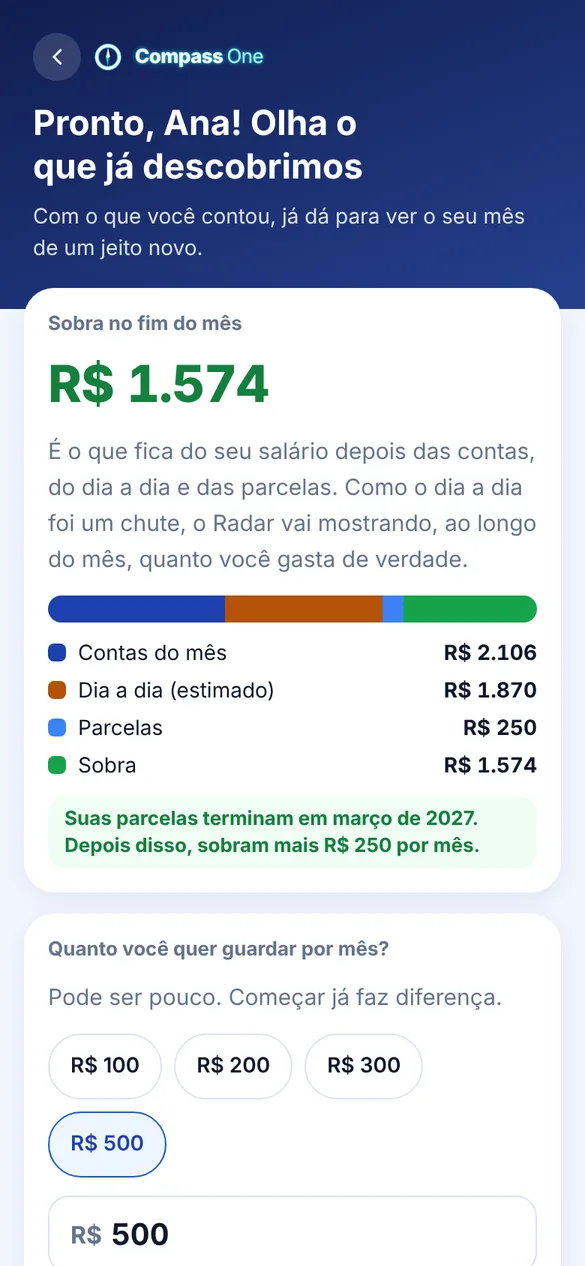 Compass One
Pronto, Ana! Olha o
que já descobrimos
Com o que você contou, já dá para ver o seu mês
de um jeito novo.
Sobra no fim do mês
R$ 1.574
É o que fica do seu salário depois das contas,
do dia a dia e das parcelas. Como o dia a dia
foi um chute, o Radar vai mostrando, ao longo
do mês, quanto você gasta de verdade.
Contas do mês R$ 2.106
Dia a dia (estimado) R$ 1.870
Parcelas R$ 250
Sobra R$ 1.574
Suas parcelas terminam em março de 2027.
Depois disso, sobram mais R$ 250 por mês.
Quanto você quer guardar por mês?
Pode ser pouco. Começar já faz diferença.
R$ 100 R$ 200 R$ 300
R$ 500
R$ 500